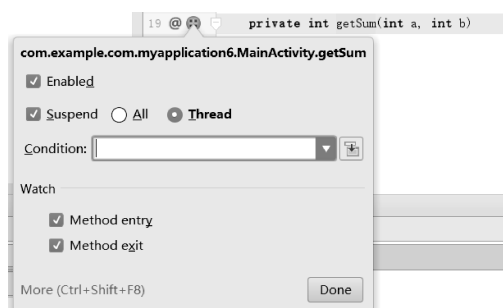 19 @ private int getSum(int a, int b)
com.example.com.myapplication6.MainActivity.getSum
Enabled
Suspend All Thread
Condition:
Watch
Method entry
Method exit
More (Ctrl+Shift+F8) Done